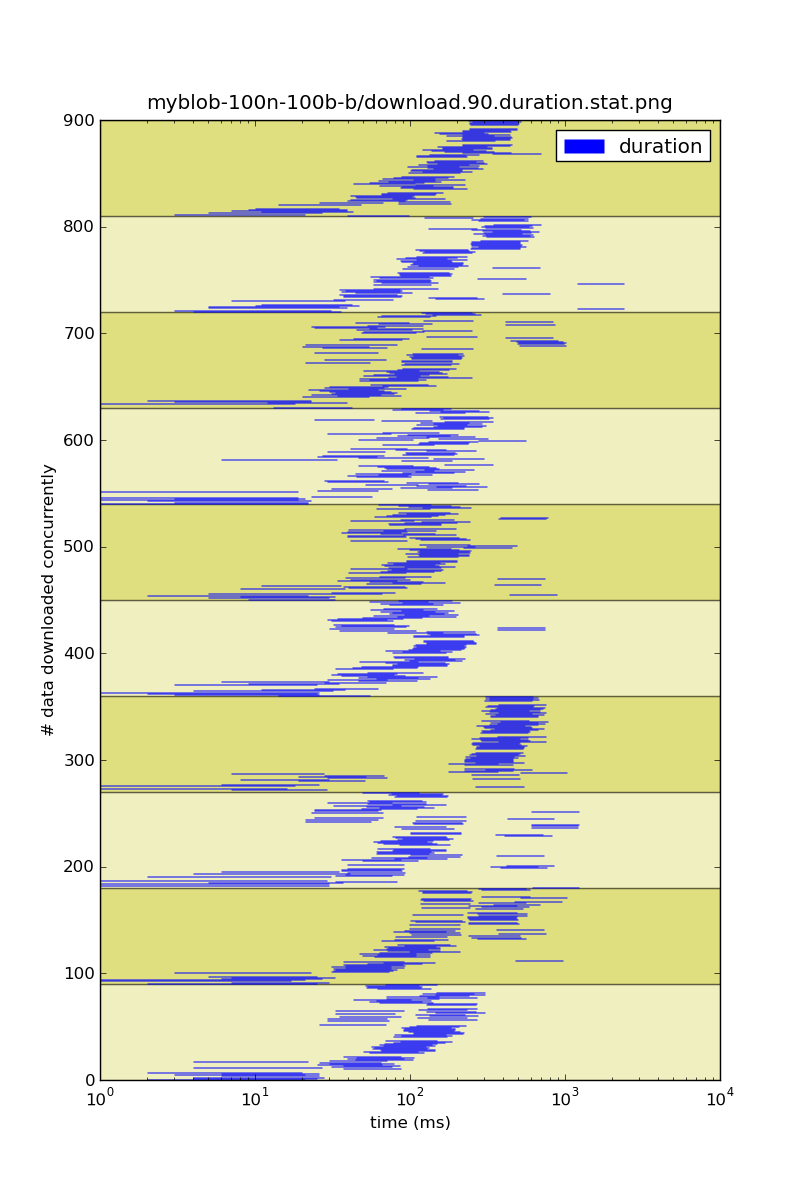 myblob-100n-100b-b/download.90.duration.stat.png
duration
900
800
700
600
500
400
300
200
100
0
# data downloaded concurrently
10^0 10^1 10^2 10^3 10^4
time (ms)